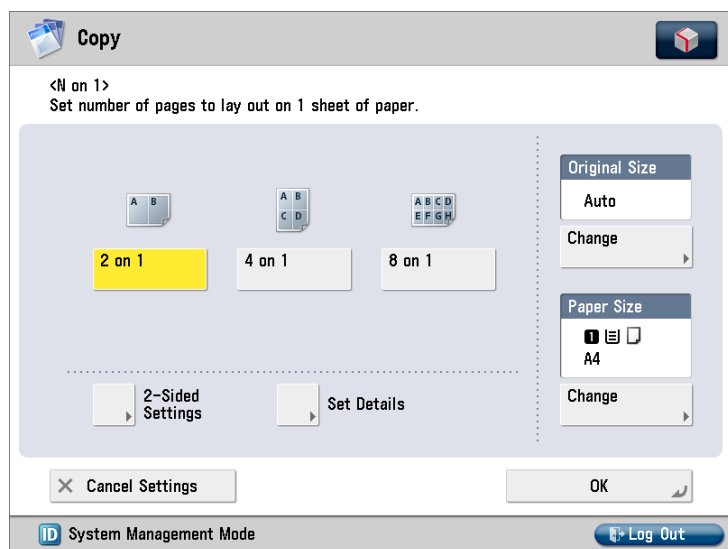 Copy
<N on 1>
Set number of pages to lay out on 1 sheet of paper.
A B
A B
C D
A B C D
E F G H
2 on 1
4 on 1
8 on 1
2-Sided
Settings
Set Details
Original Size
Auto
Change
Paper Size
1
A4
Change
Cancel Settings
OK
ID System Management Mode
Log Out